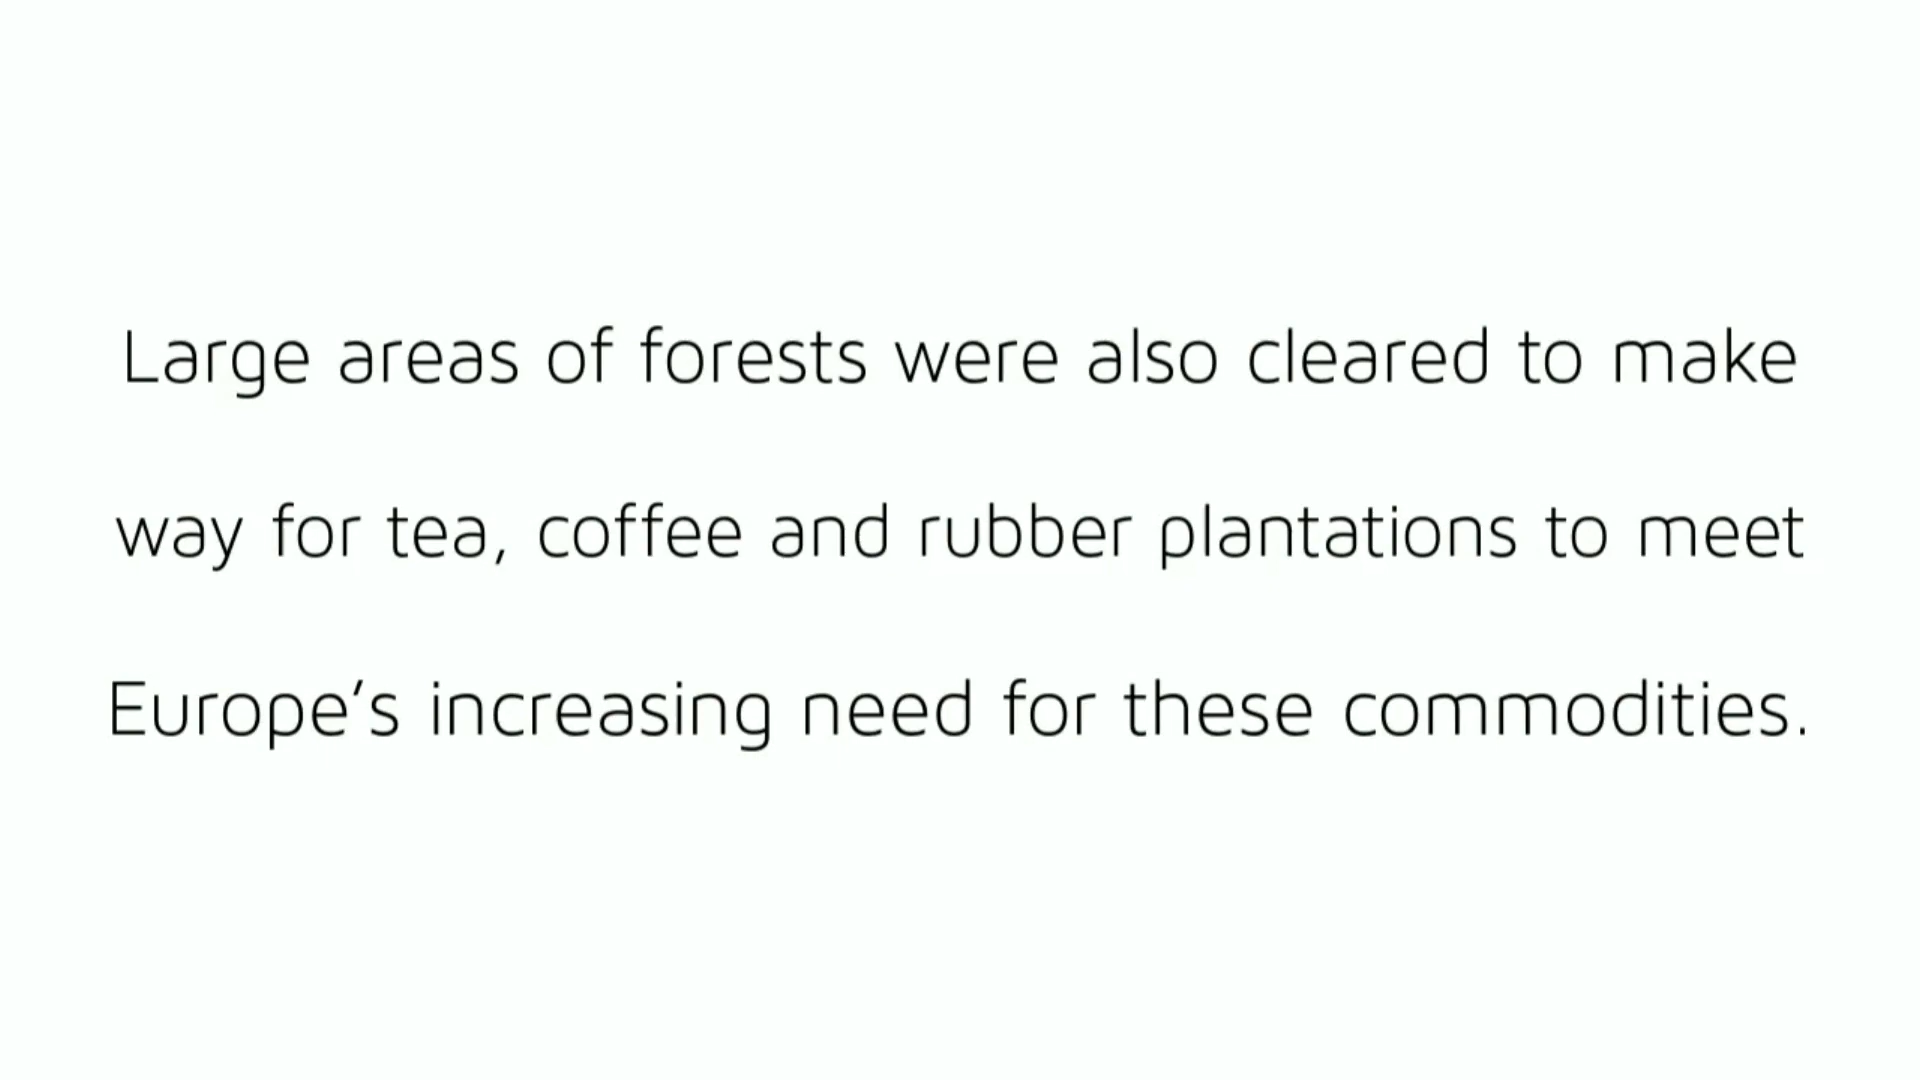 Large areas of forests were also cleared to make
way for tea, coffee and rubber plantations to meet
Europe’s increasing need for these commodities.